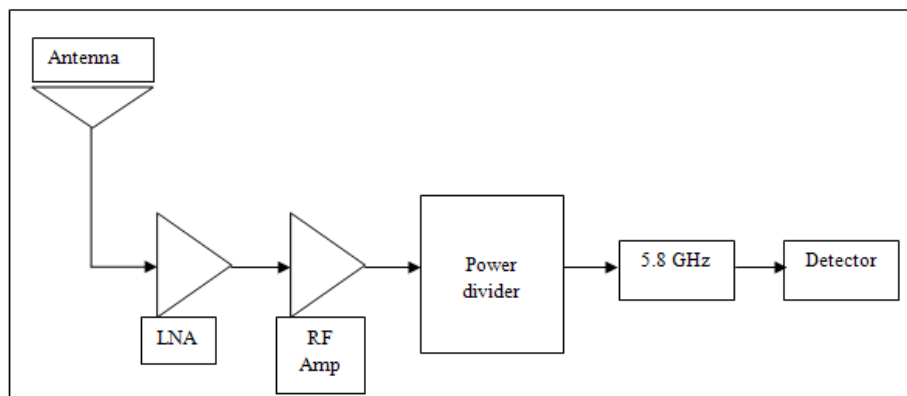 Antenna
LNA
RF
Amp
Power
divider
5.8 GHz
Detector